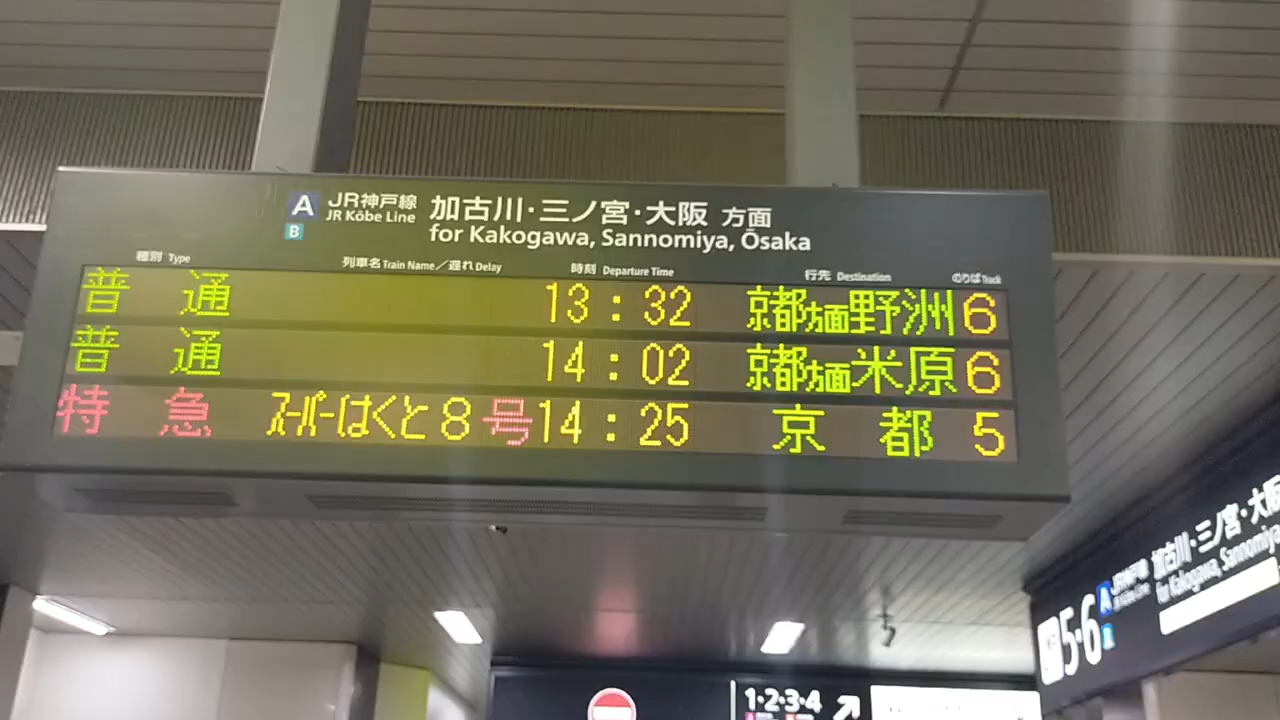 A JR神戸線 加古川・三ノ宮・大阪 方面
B JR Kōbe Line for Kakogawa, Sannomiya, Ōsaka
種別 Type 列車名 Train Name／遅れ Delay 時刻 Departure Time 行先 Destination のりば Track
普通 13:32 京都方面野洲 6
普通 14:02 京都方面米原 6
特急 スーパーはくと8号 14:25 京都 5
5・6 A JR神戸線 加古川・三ノ宮・大阪
for Kakogawa, Sannomiya
1・2・3・4